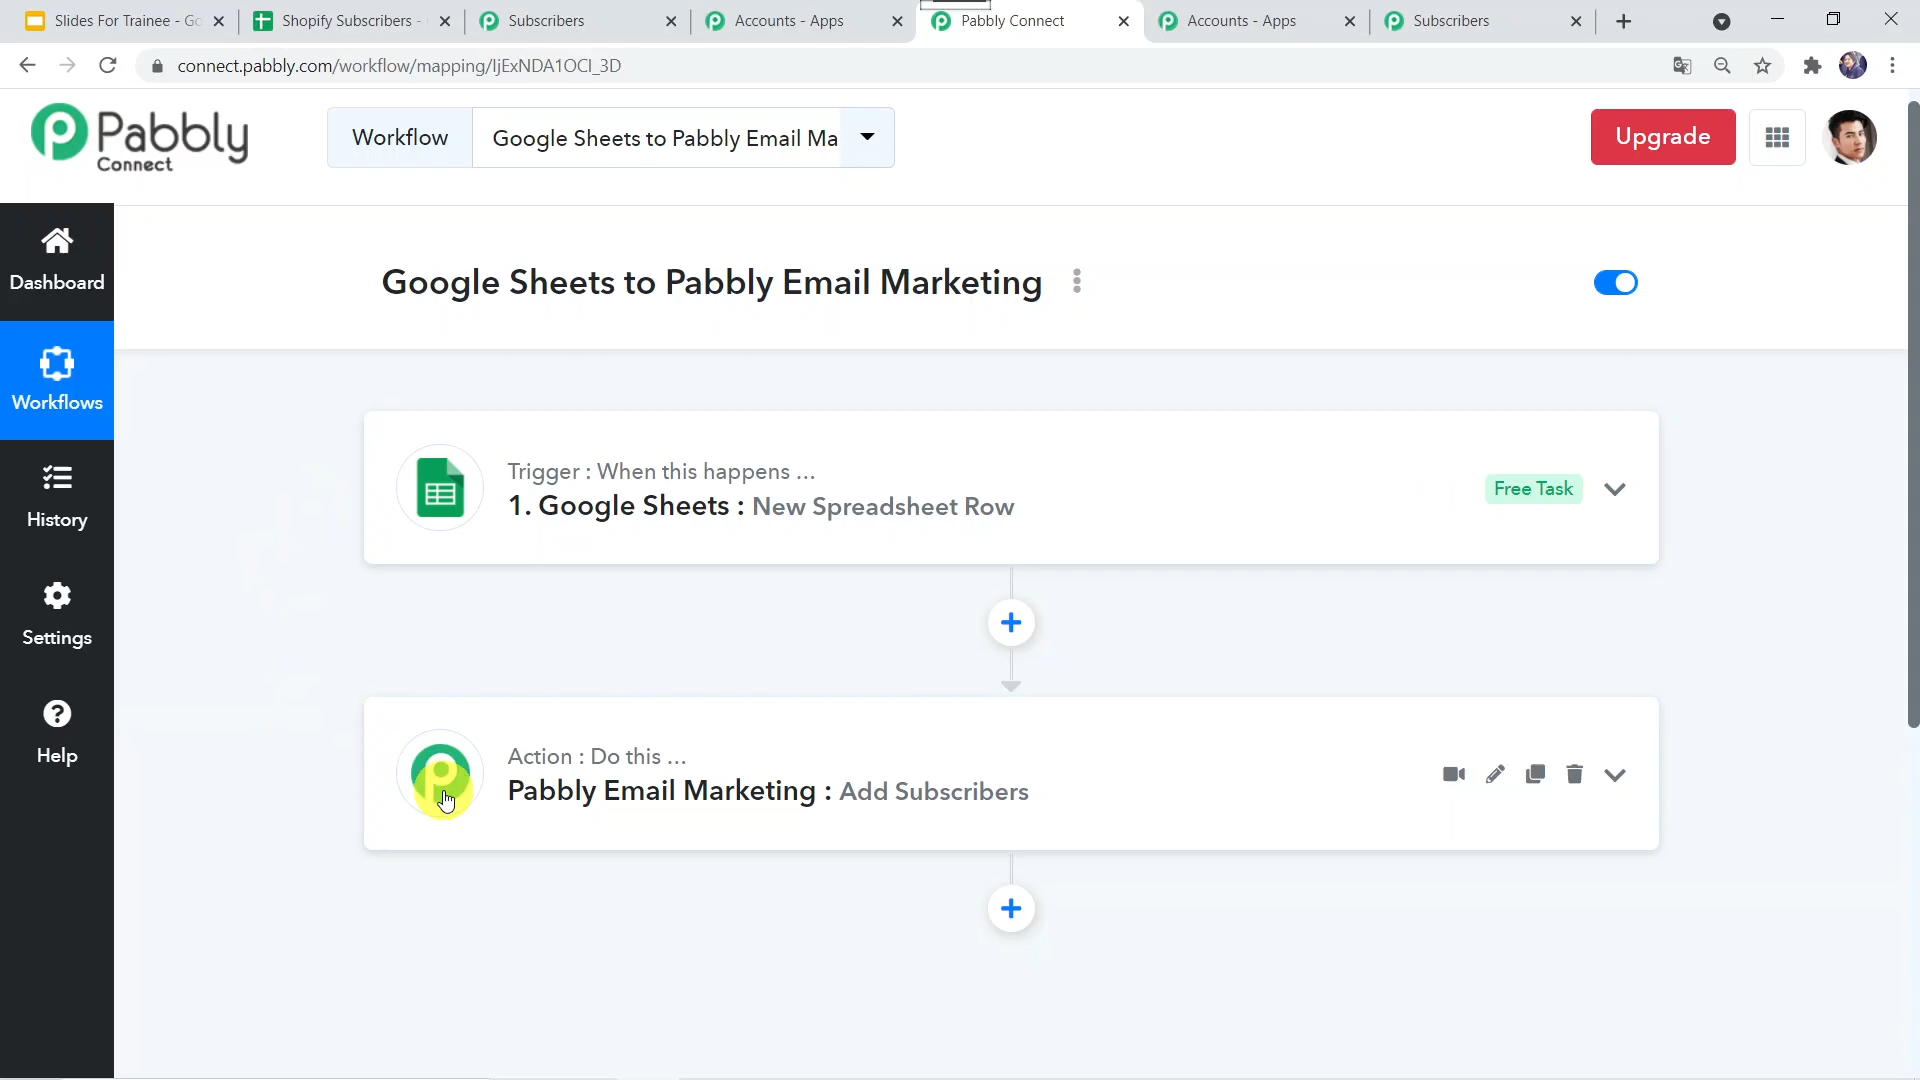 Slides For Trainee - Go
Shopify Subscribers -
Subscribers
Accounts - Apps
Pabbly Connect
Accounts - Apps
Subscribers
connect.pabbly.com/workflow/mapping/IjExNDA1OCI_3D
Pabbly
Connect
Workflow
Google Sheets to Pabbly Email Ma
Upgrade
Dashboard
Google Sheets to Pabbly Email Marketing
Workflows
Trigger : When this happens ...
1. Google Sheets : New Spreadsheet Row
Free Task
History
Settings
Help
Action : Do this ...
Pabbly Email Marketing : Add Subscribers